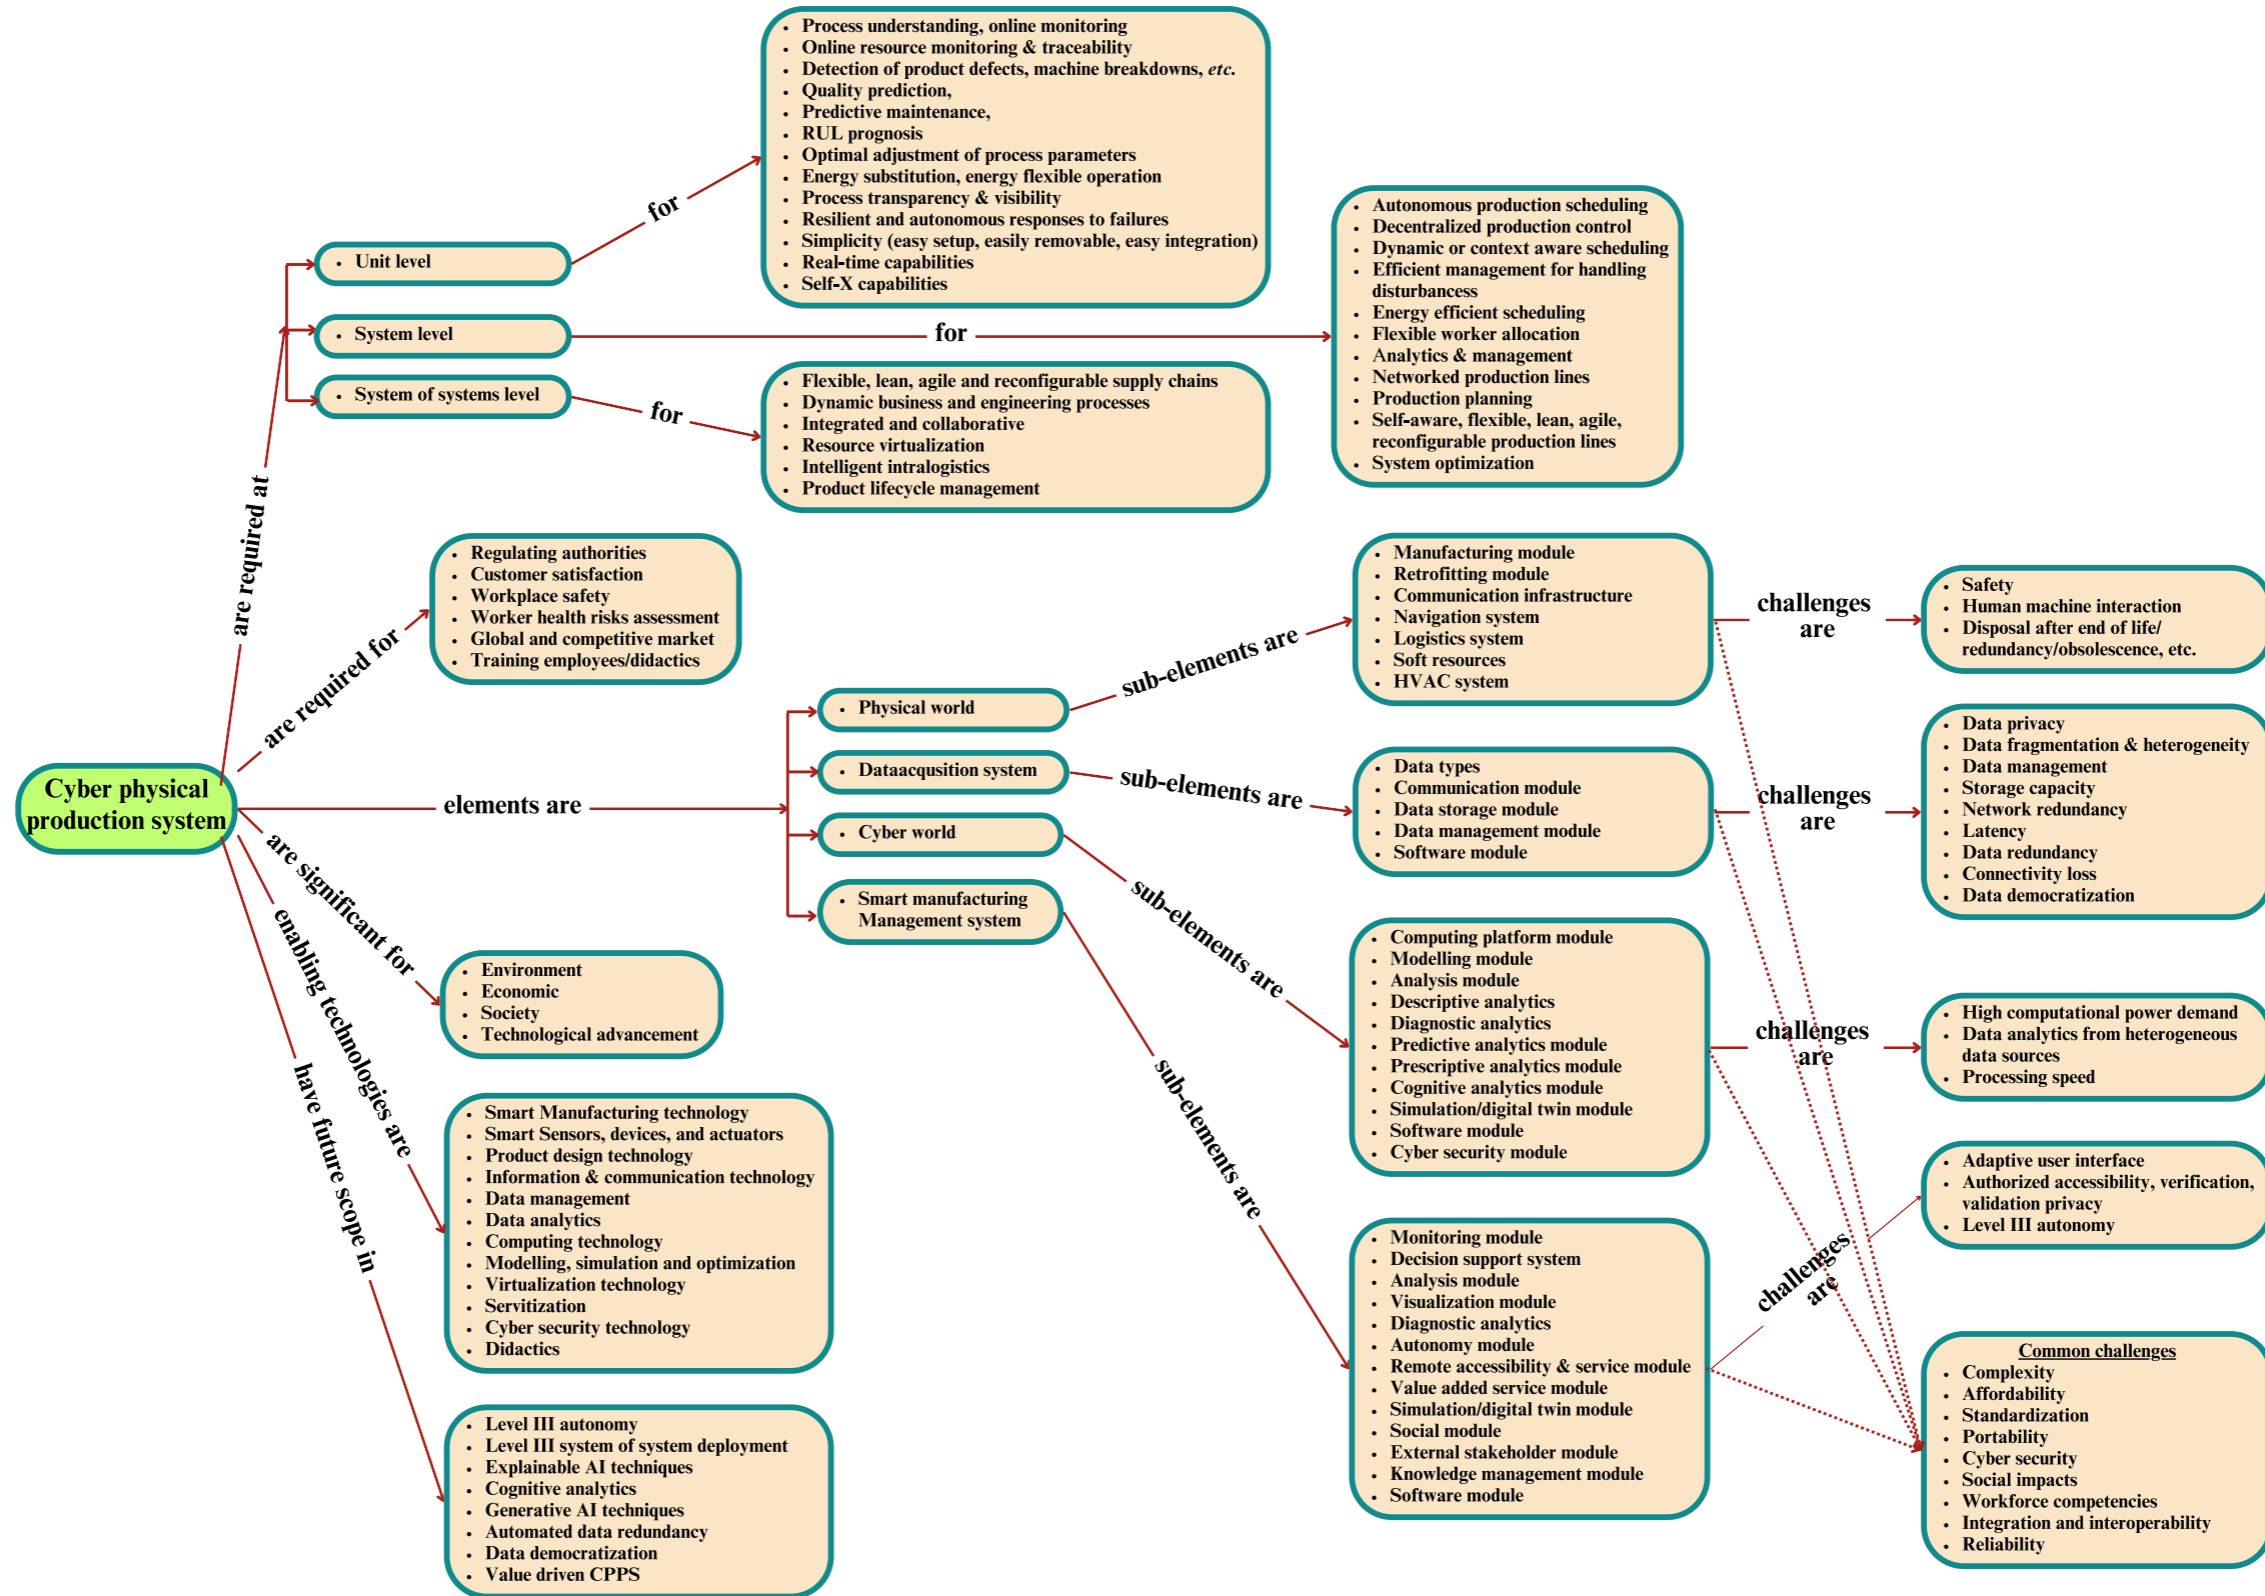 Cyber physical
production system
are required at
• Unit level
• System level
• System of systems level
for
• Process understanding, online monitoring
• Online resource monitoring & traceability
• Detection of product defects, machine breakdowns, etc.
• Quality prediction,
• Predictive maintenance,
• RUL prognosis
• Optimal adjustment of process parameters
• Energy substitution, energy flexible operation
• Process transparency & visibility
• Resilient and autonomous responses to failures
• Simplicity (easy setup, easily removable, easy integration)
• Real-time capabilities
• Self-X capabilities
for
• Autonomous production scheduling
• Decentralized production control
• Dynamic or context aware scheduling
• Efficient management for handling
disturbancess
• Energy efficient scheduling
• Flexible worker allocation
• Analytics & management
• Networked production lines
• Production planning
• Self-aware, flexible, lean, agile,
reconfigurable production lines
• System optimization
for
• Flexible, lean, agile and reconfigurable supply chains
• Dynamic business and engineering processes
• Integrated and collaborative
• Resource virtualization
• Intelligent intralogistics
• Product lifecycle management
are required for
• Regulating authorities
• Customer satisfaction
• Workplace safety
• Worker health risks assessment
• Global and competitive market
• Training employees/didactics
elements are
• Physical world
• Dataacqusition system
• Cyber world
• Smart manufacturing
Management system
sub-elements are
• Manufacturing module
• Retrofitting module
• Communication infrastructure
• Navigation system
• Logistics system
• Soft resources
• HVAC system
challenges
are
• Safety
• Human machine interaction
• Disposal after end of life/
redundancy/obsolescence, etc.
sub-elements are
• Data types
• Communication module
• Data storage module
• Data management module
• Software module
challenges
are
• Data privacy
• Data fragmentation & heterogeneity
• Data management
• Storage capacity
• Network redundancy
• Latency
• Data redundancy
• Connectivity loss
• Data democratization
sub-elements are
• Computing platform module
• Modelling module
• Analysis module
• Descriptive analytics
• Diagnostic analytics
• Predictive analytics module
• Prescriptive analytics module
• Cognitive analytics module
• Simulation/digital twin module
• Software module
• Cyber security module
challenges
are
• High computational power demand
• Data analytics from heterogeneous
data sources
• Processing speed
sub-elements are
• Monitoring module
• Decision support system
• Analysis module
• Visualization module
• Diagnostic analytics
• Autonomy module
• Remote accessibility & service module
• Value added service module
• Simulation/digital twin module
• Social module
• External stakeholder module
• Knowledge management module
• Software module
challenges
are
• Adaptive user interface
• Authorized accessibility, verification,
validation privacy
• Level III autonomy
Common challenges
• Complexity
• Affordability
• Standardization
• Portability
• Cyber security
• Social impacts
• Workforce competencies
• Integration and interoperability
• Reliability
are significant for
• Environment
• Economic
• Society
• Technological advancement
enabling technologies are
• Smart Manufacturing technology
• Smart Sensors, devices, and actuators
• Product design technology
• Information & communication technology
• Data management
• Data analytics
• Computing technology
• Modelling, simulation and optimization
• Virtualization technology
• Servitization
• Cyber security technology
• Didactics
have future scope in
• Level III autonomy
• Level III system of system deployment
• Explainable AI techniques
• Cognitive analytics
• Generative AI techniques
• Automated data redundancy
• Data democratization
• Value driven CPPS